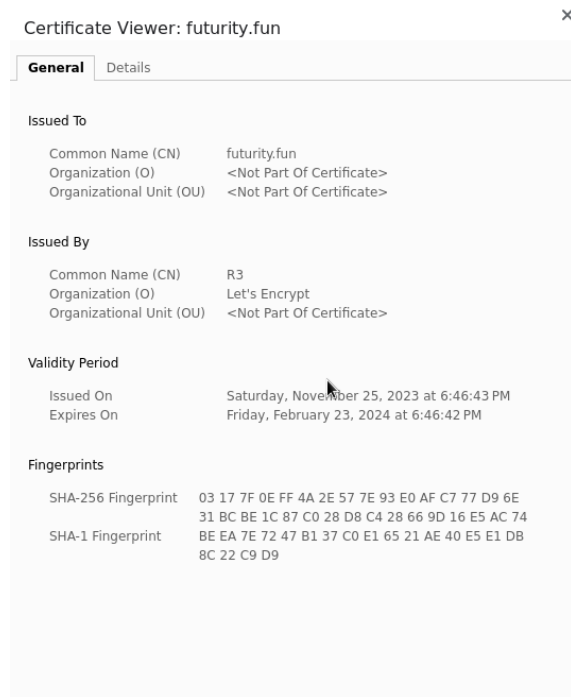 Certificate Viewer: futurity.fun
General Details
Issued To
Common Name (CN) futurity.fun
Organization (O) <Not Part Of Certificate>
Organizational Unit (OU) <Not Part Of Certificate>
Issued By
Common Name (CN) R3
Organization (O) Let's Encrypt
Organizational Unit (OU) <Not Part Of Certificate>
Validity Period
Issued On Saturday, November 25, 2023 at 6:46:43 PM
Expires On Friday, February 23, 2024 at 6:46:42 PM
Fingerprints
SHA-256 Fingerprint 03 17 7F 0E FF 4A 2E 57 7E 93 E0 AF C7 77 D9 6E
31 BC BE 1C 87 C0 28 D8 C4 28 66 9D 16 E5 AC 74
SHA-1 Fingerprint BE EA 7E 72 47 B1 37 C0 E1 65 21 AE 40 E5 E1 DB
8C 22 C9 D9